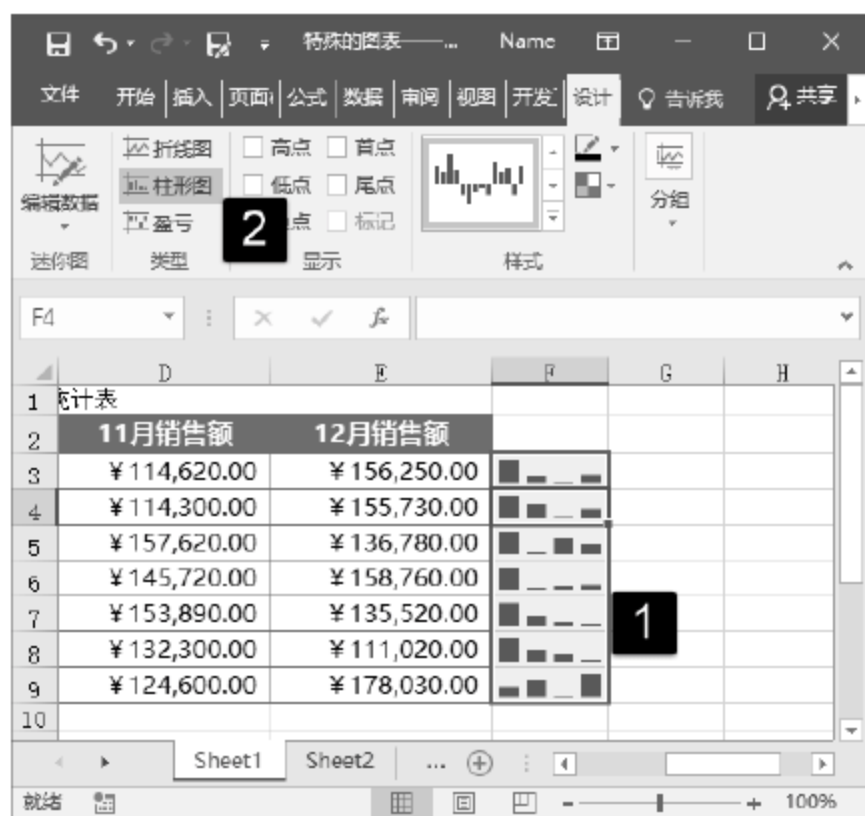 特殊的图表——... Name
文件 开始 插入 页面 公式 数据 审阅 视图 开发 设计 告诉我 共享
折线图 高点 首点
编辑数据 柱形图 低点 尾点 分组
盈亏 2 点 标记
迷你图 类型 显示 样式
F4 fx
D E F G H
1 统计表
2 11月销售额 12月销售额
3 ¥114,620.00 ¥156,250.00
4 ¥114,300.00 ¥155,730.00
5 ¥157,620.00 ¥136,780.00
6 ¥145,720.00 ¥158,760.00
7 ¥153,890.00 ¥135,520.00 1
8 ¥132,300.00 ¥111,020.00
9 ¥124,600.00 ¥178,030.00
10
Sheet1 Sheet2 ...
就绪 100%